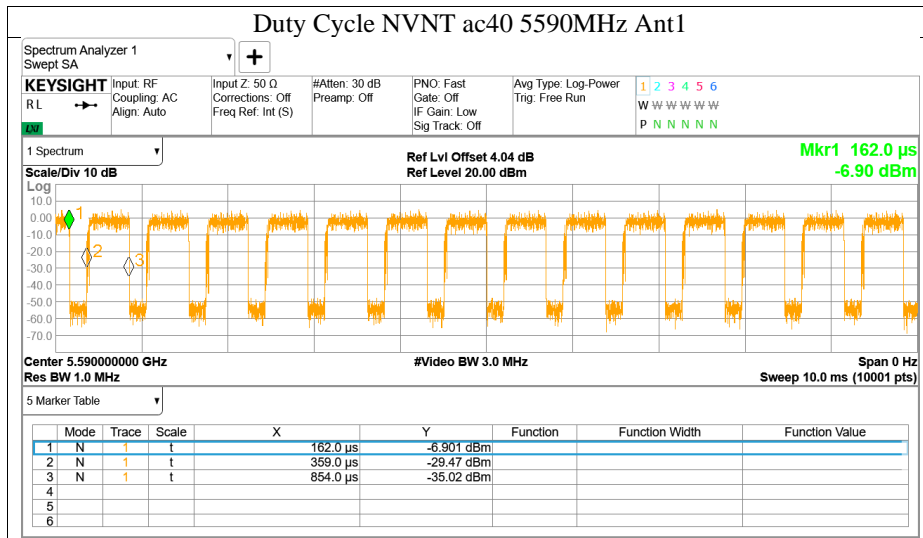 Duty Cycle NVNT ac40 5590MHz Ant1
Spectrum Analyzer 1
Swept SA
▼
+
KEYSIGHT
RL
LXI
Input: RF
Coupling: AC
Align: Auto
Input Z: 50 Ω
Corrections: Off
Freq Ref: Int (S)
#Atten: 30 dB
Preamp: Off
PNO: Fast
Gate: Off
IF Gain: Low
Sig Track: Off
Avg Type: Log-Power
Trig: Free Run
1 2 3 4 5 6
W W W W W W
P N N N N N
1 Spectrum ▼
Scale/Div 10 dB
Ref Lvl Offset 4.04 dB
Ref Level 20.00 dBm
Mkr1 162.0 µs
-6.90 dBm
Log
10.0
0.00
-10.0
-20.0
-30.0
-40.0
-50.0
-60.0
-70.0
1
2
3
Center 5.590000000 GHz #Video BW 3.0 MHz Span 0 Hz
Res BW 1.0 MHz Sweep 10.0 ms (10001 pts)
5 Marker Table ▼
Mode Trace Scale X Y Function Function Width Function Value
1 N 1 t 162.0 µs -6.901 dBm
2 N 1 t 359.0 µs -29.47 dBm
3 N 1 t 854.0 µs -35.02 dBm
4
5
6